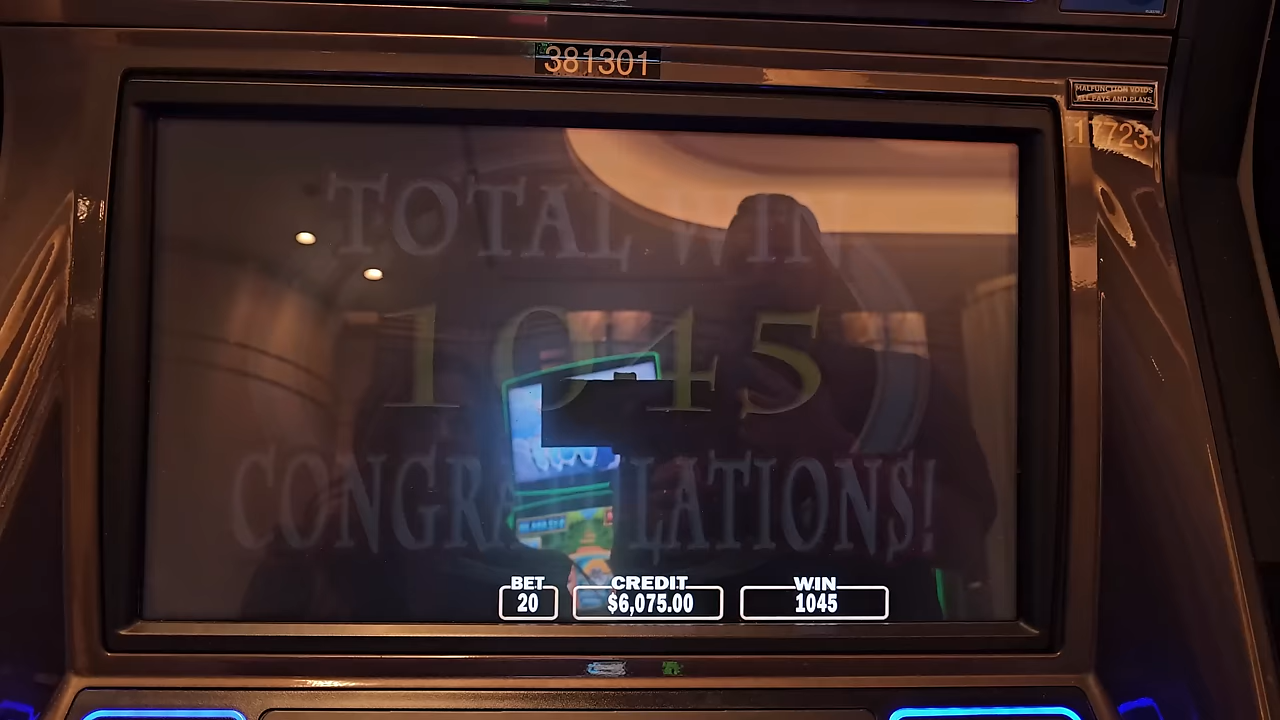 381301
MALFUNCTION VOIDS
ALL PAYS AND PLAYS
17723
TOTAL WIN
1045
CONGRATULATIONS!
BET
20
CREDIT
$6,075.00
WIN
1045